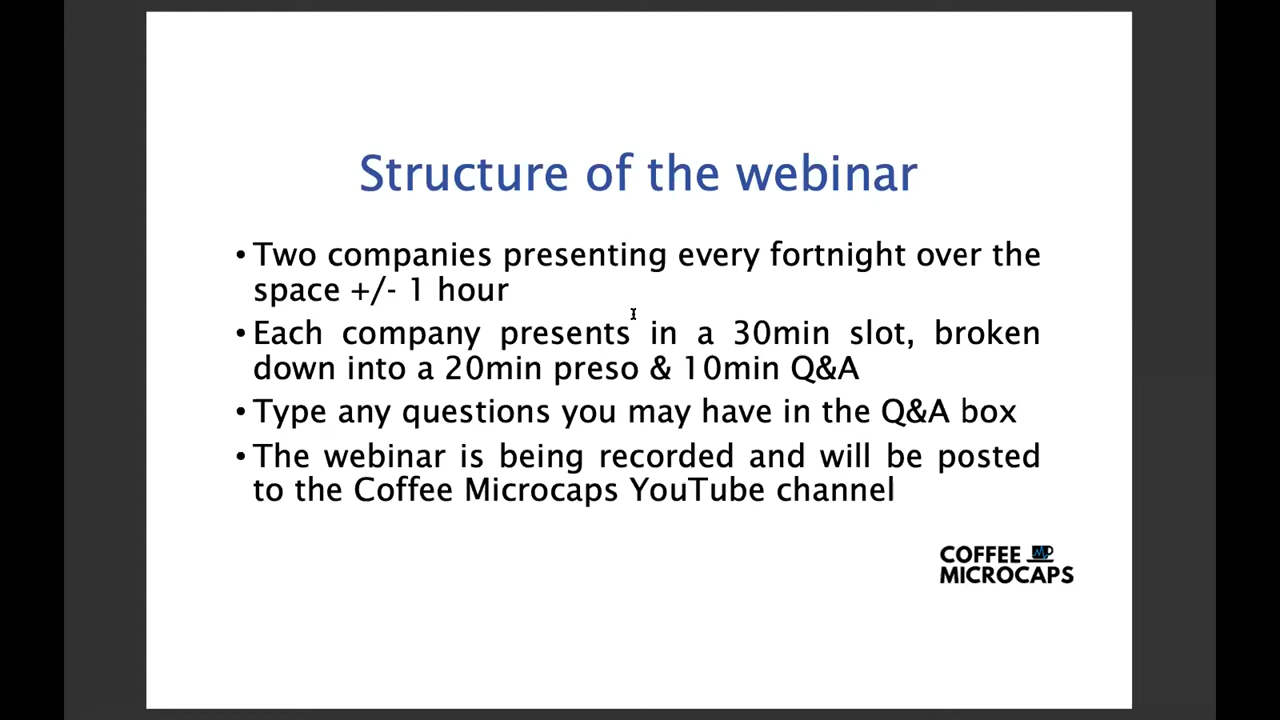 Structure of the webinar
• Two companies presenting every fortnight over the
space +/- 1 hour
• Each company presents in a 30min slot, broken
down into a 20min preso & 10min Q&A
• Type any questions you may have in the Q&A box
• The webinar is being recorded and will be posted
to the Coffee Microcaps YouTube channel
COFFEE
MICROCAPS